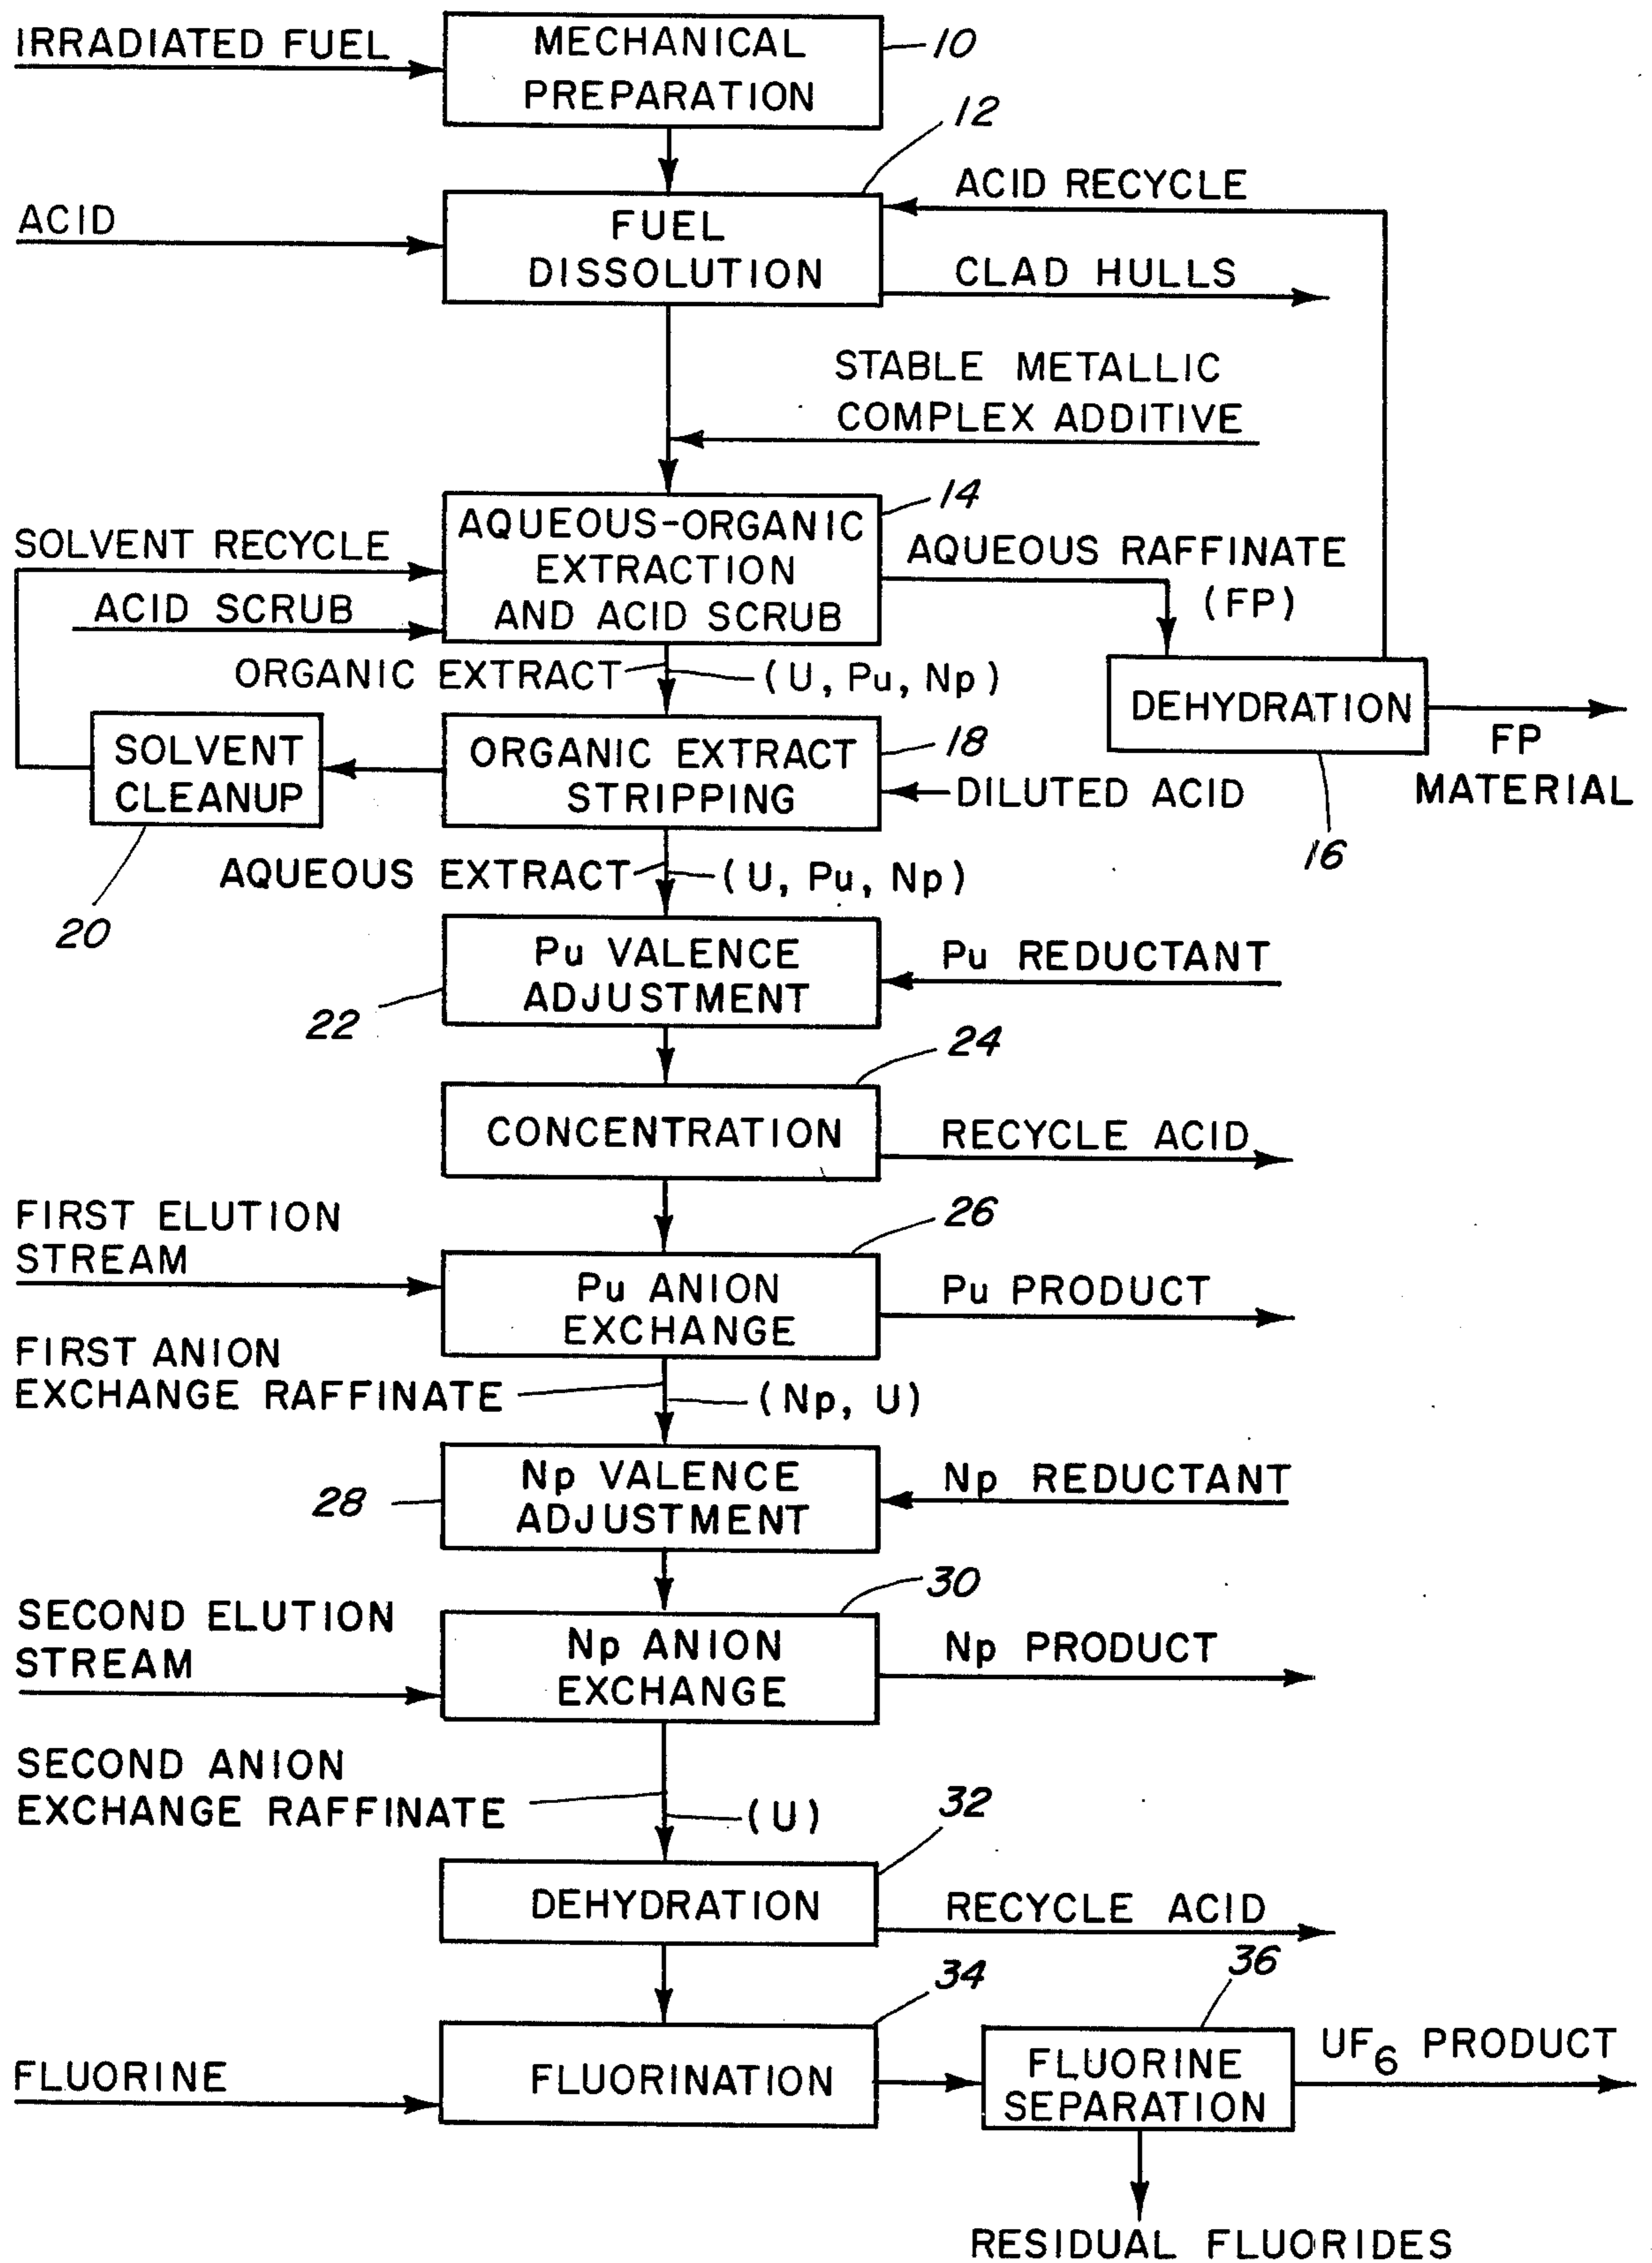 IRRADIATED FUEL
MECHANICAL
PREPARATION
10
12
ACID
FUEL
DISSOLUTION
ACID RECYCLE
CLAD HULLS
STABLE METALLIC
COMPLEX ADDITIVE
14
SOLVENT RECYCLE
ACID SCRUB
AQUEOUS-ORGANIC
EXTRACTION
AND ACID SCRUB
AQUEOUS RAFFINATE
(FP)
ORGANIC EXTRACT
(U, Pu, Np)
DEHYDRATION
FP
MATERIAL
16
SOLVENT
CLEANUP
20
ORGANIC EXTRACT
STRIPPING
18
DILUTED ACID
AQUEOUS EXTRACT
(U, Pu, Np)
Pu VALENCE
ADJUSTMENT
Pu REDUCTANT
22
24
CONCENTRATION
RECYCLE ACID
FIRST ELUTION
STREAM
26
Pu ANION
EXCHANGE
Pu PRODUCT
FIRST ANION
EXCHANGE RAFFINATE
(Np, U)
28
Np VALENCE
ADJUSTMENT
Np REDUCTANT
30
SECOND ELUTION
STREAM
Np ANION
EXCHANGE
Np PRODUCT
SECOND ANION
EXCHANGE RAFFINATE
(U)
32
DEHYDRATION
RECYCLE ACID
34
36
FLUORINE
FLUORINATION
FLUORINE
SEPARATION
UF6 PRODUCT
RESIDUAL FLUORIDES